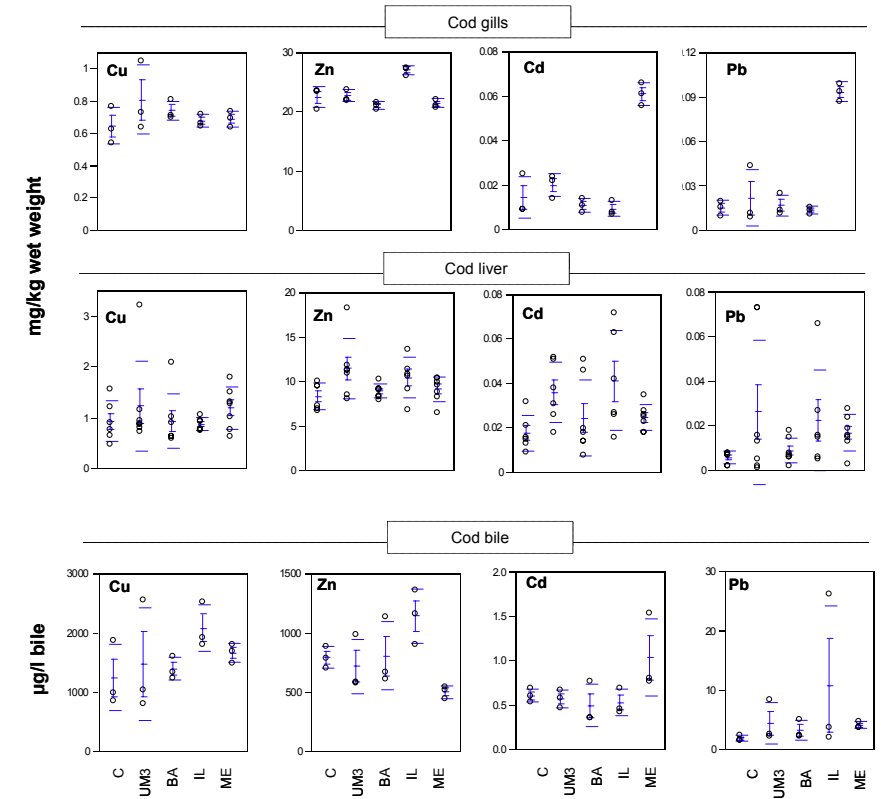 Cod gills
Cu Zn Cd Pb
1 30 0.08 .12
0.8 20 0.06 0.09
0.6 0.04 0.06
0.4 10 0.02 .03
0.2
0 0 0 0
mg/kg wet weight
Cod liver
Cu Zn Cd Pb
3 20 0.08 0.08
2 15 0.06 0.06
1 10 0.04 0.04
5 0.02 0.02
0 0 0 0
Cod bile
Cu Zn Cd Pb
3000 1500 2.0 30
2000 1000 1.5 20
1000 500 1.0 10
0.5
0 0 0.0 0
µg/l bile
C UM3 BA IL ME C UM3 BA IL ME C UM3 BA IL ME C UM3 BA IL ME